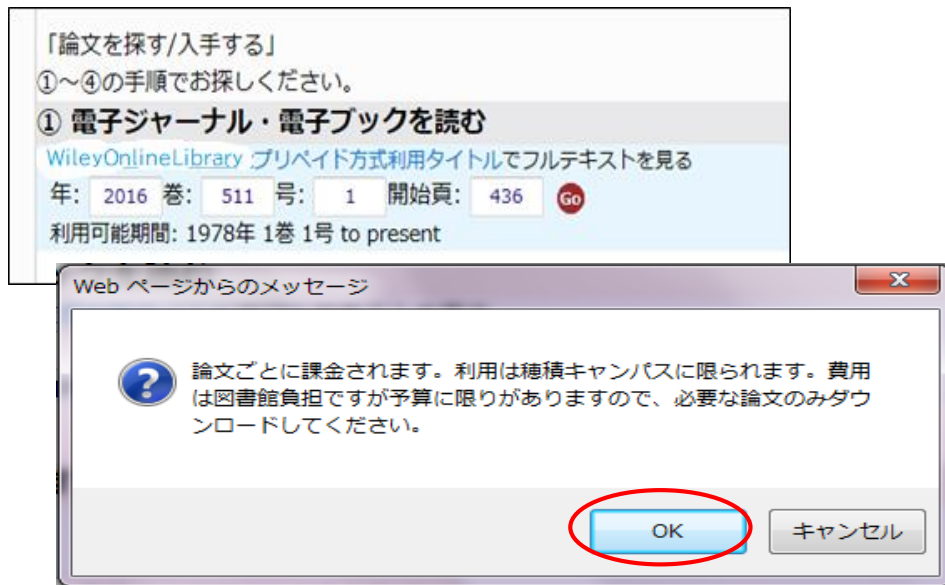 「論文を探す/入手する」
①～④の手順でお探しください。
① 電子ジャーナル・電子ブックを読む
WileyOnlineLibrary :プリペイド方式利用タイトルでフルテキストを見る
年: 2016 巻: 511 号: 1 開始頁: 436 Go
利用可能期間: 1978年 1巻 1号 to present
Web ページからのメッセージ
論文ごとに課金されます。利用は穂積キャンパスに限られます。費用
は図書館負担ですが予算に限りがありますので、必要な論文のみダウ
ンロードしてください。
OK キャンセル